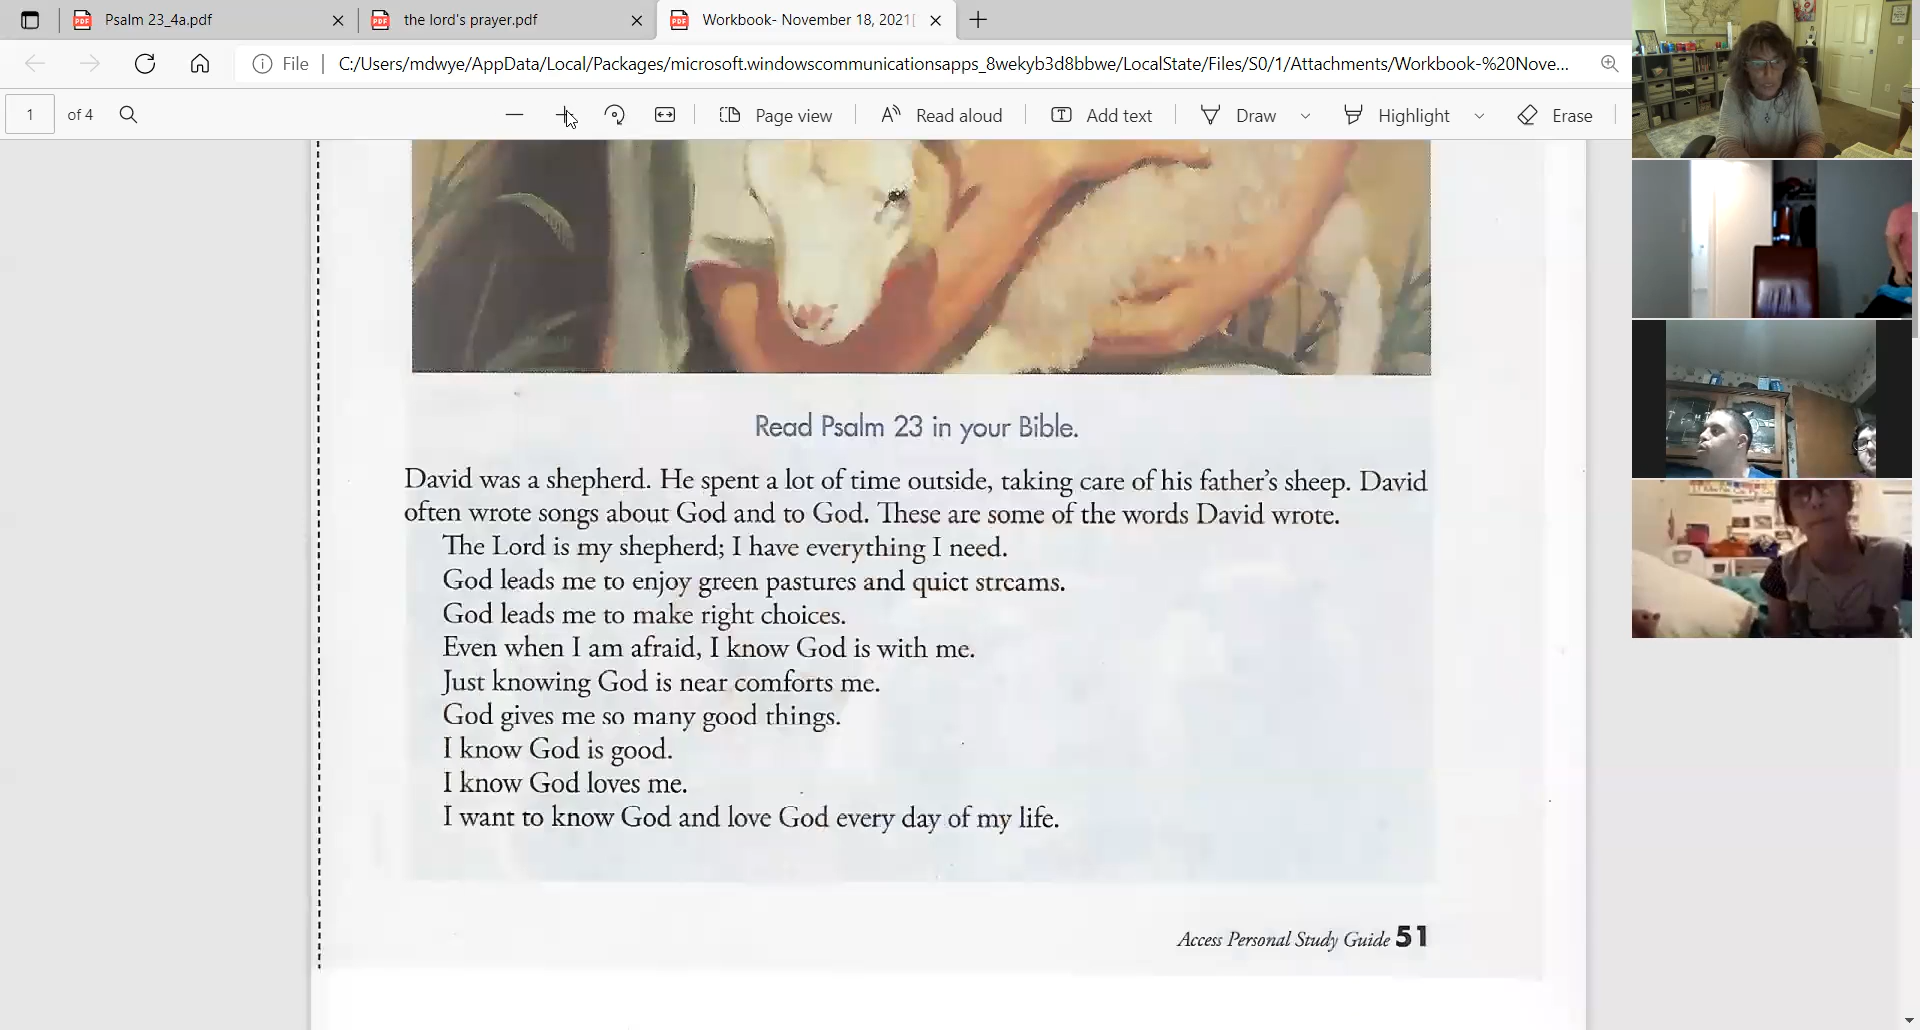 Psalm 23_4a.pdf
the lord's prayer.pdf
Workbook- November 18, 2021[
File
C:/Users/mdwye/AppData/Local/Packages/microsoft.windowscommunicationsapps_8wekyb3d8bbwe/LocalState/Files/S0/1/Attachments/Workbook-%20Nove...
1 of 4
Page view
Read aloud
Add text
Draw
Highlight
Erase
Read Psalm 23 in your Bible.
David was a shepherd. He spent a lot of time outside, taking care of his father's sheep. David
often wrote songs about God and to God. These are some of the words David wrote.
The Lord is my shepherd; I have everything I need.
God leads me to enjoy green pastures and quiet streams.
God leads me to make right choices.
Even when I am afraid, I know God is with me.
Just knowing God is near comforts me.
God gives me so many good things.
I know God is good.
I know God loves me.
I want to know God and love God every day of my life.
Access Personal Study Guide 51